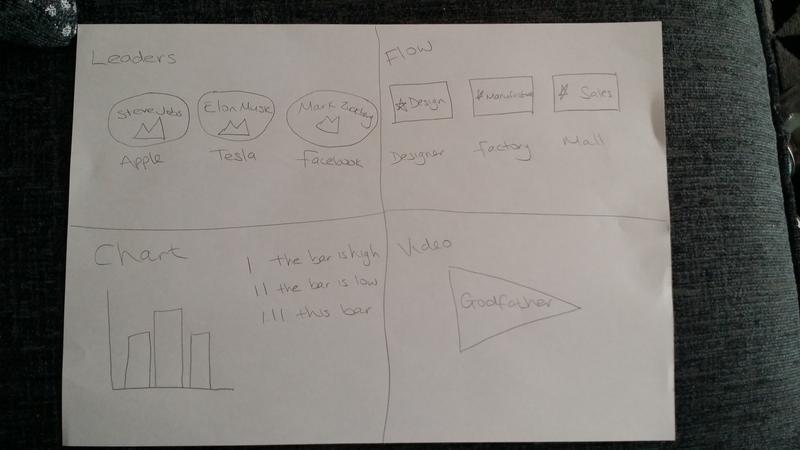 Leaders
Steve Jobs
Elon Musk
Mark
Apple
Tesla
Facebook
Flow
Design
Manufacture
Sales
Designer
factory
Mall
Chart
I the bar is high
II the bar is low
III this bar
Video
Godfather